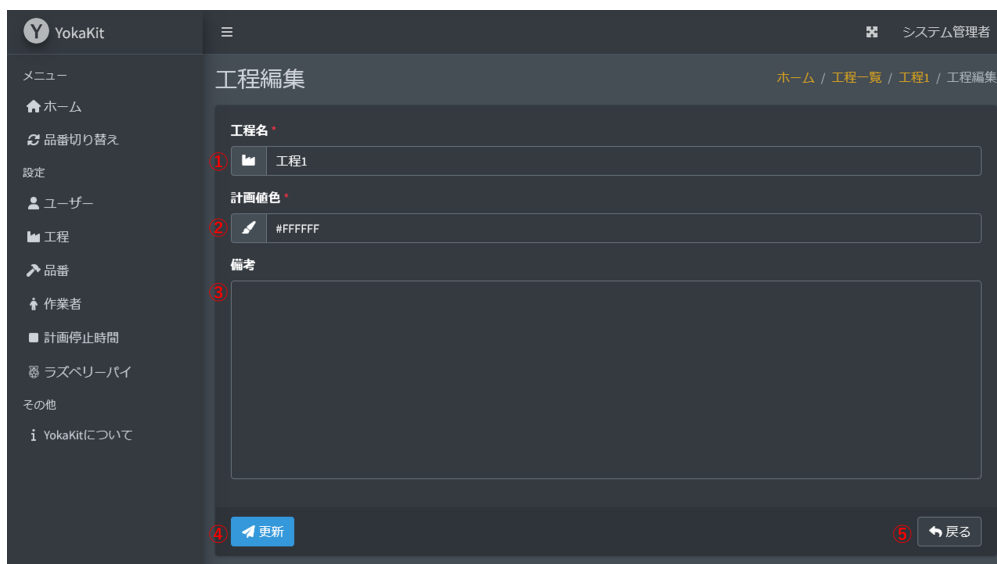 Y YokaKit
システム管理者
メニュー
ホーム
品番切り替え
設定
ユーザー
工程
品番
作業者
計画停止時間
ラズベリーパイ
その他
YokaKitについて
工程編集
ホーム / 工程一覧 / 工程1 / 工程編集
工程名 *
① 工程1
計画値色 *
② #FFFFFF
備考
③
④ 更新
⑤ 戻る